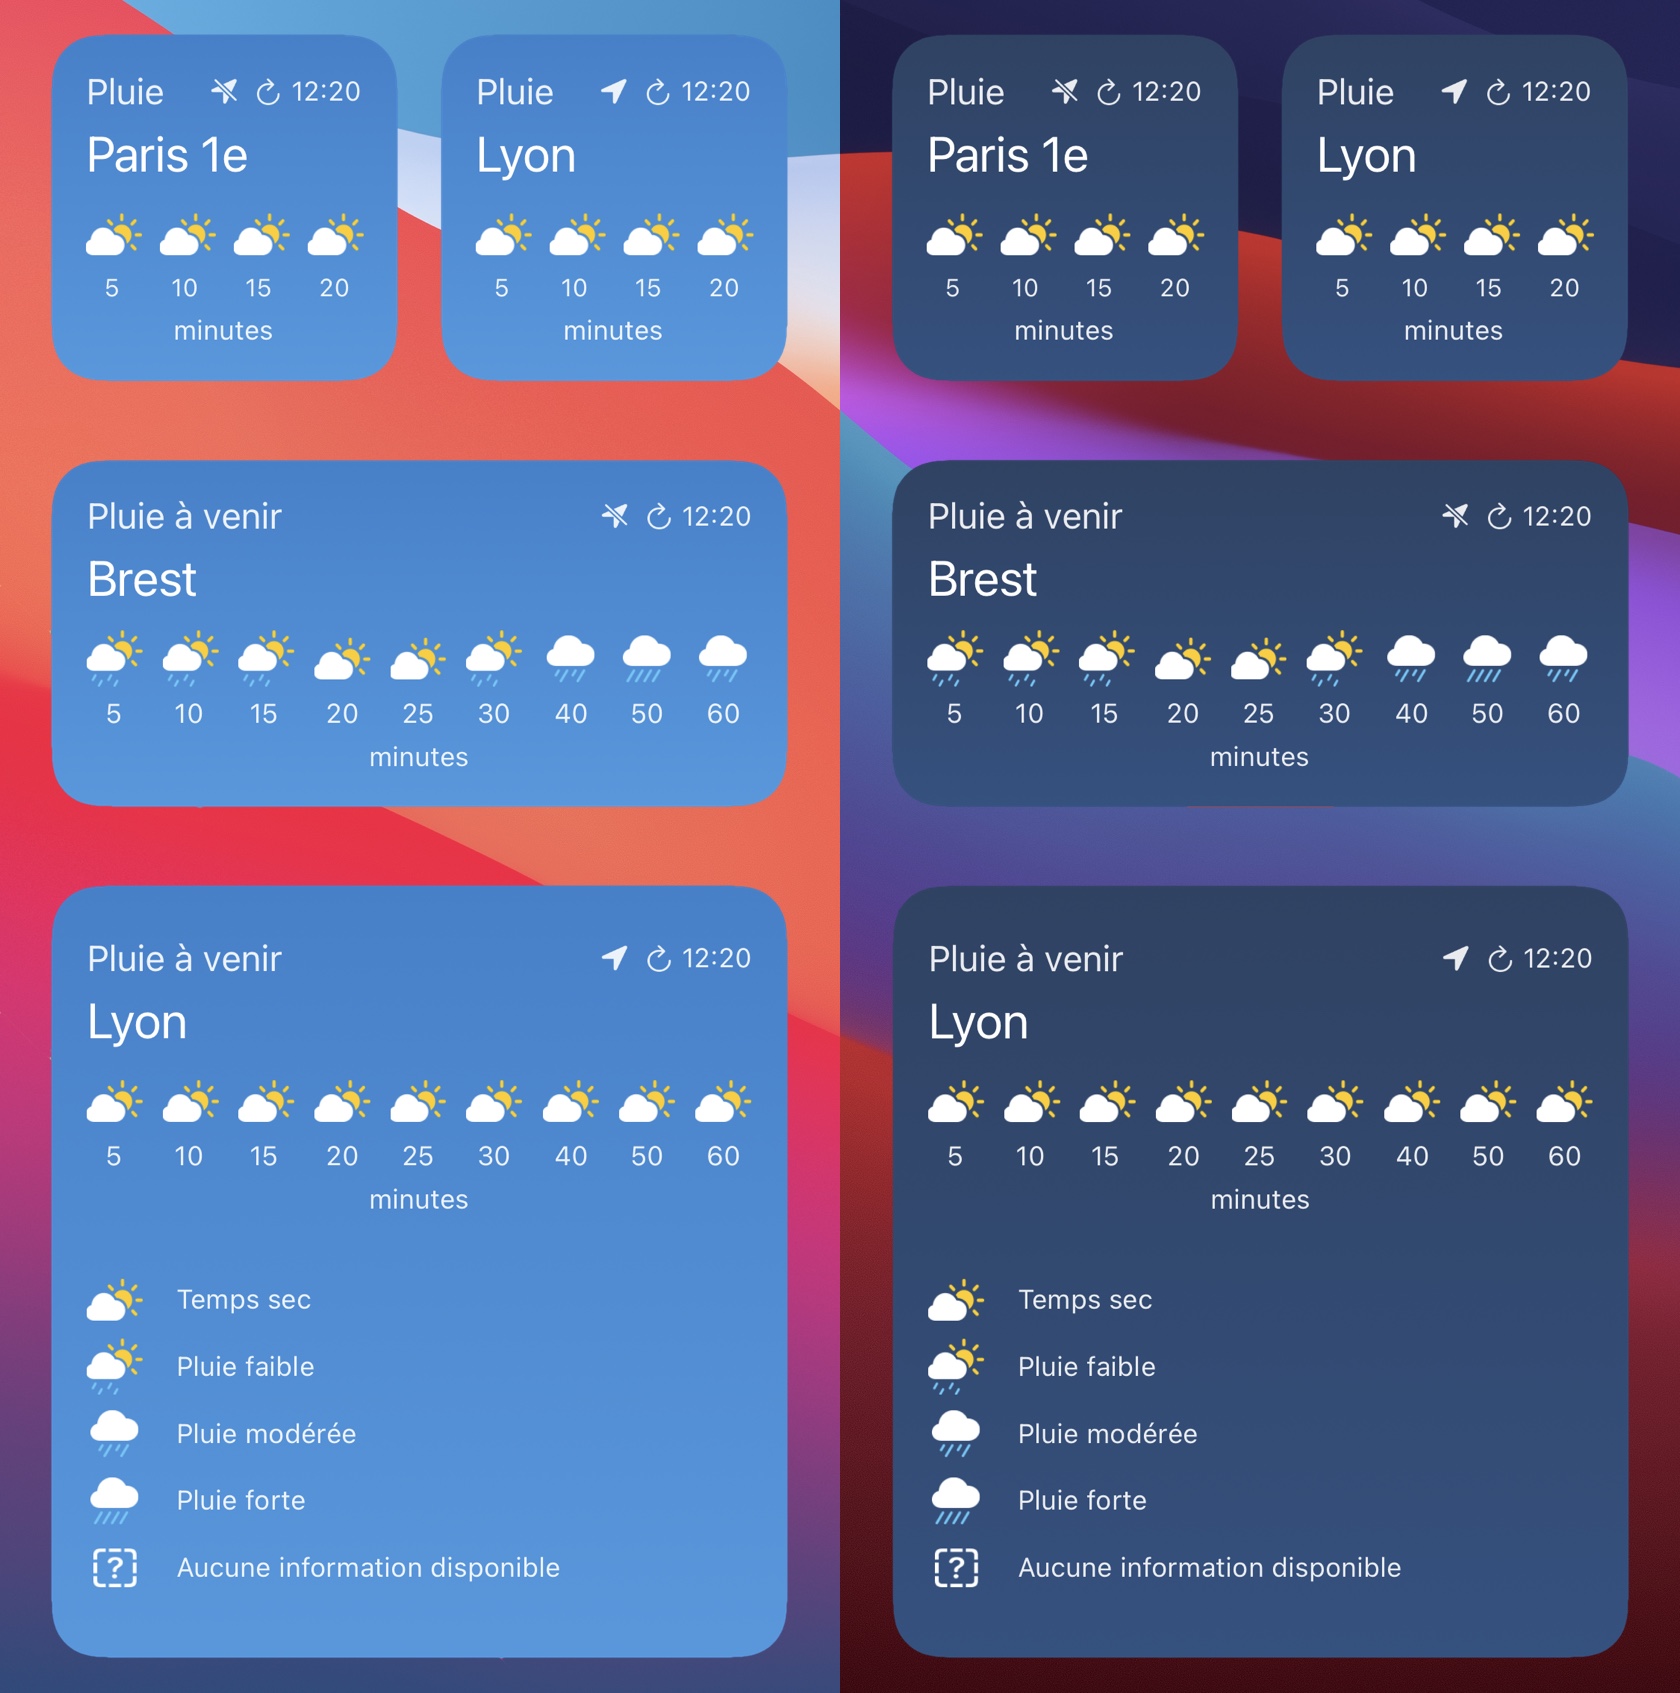 Pluie 12:20
Paris 1e
5 10 15 20
minutes
Pluie 12:20
Lyon
5 10 15 20
minutes
Pluie à venir 12:20
Brest
5 10 15 20 25 30 40 50 60
minutes
Pluie à venir 12:20
Lyon
5 10 15 20 25 30 40 50 60
minutes
Temps sec
Pluie faible
Pluie modérée
Pluie forte
? Aucune information disponible
Pluie 12:20
Paris 1e
5 10 15 20
minutes
Pluie 12:20
Lyon
5 10 15 20
minutes
Pluie à venir 12:20
Brest
5 10 15 20 25 30 40 50 60
minutes
Pluie à venir 12:20
Lyon
5 10 15 20 25 30 40 50 60
minutes
Temps sec
Pluie faible
Pluie modérée
Pluie forte
? Aucune information disponible